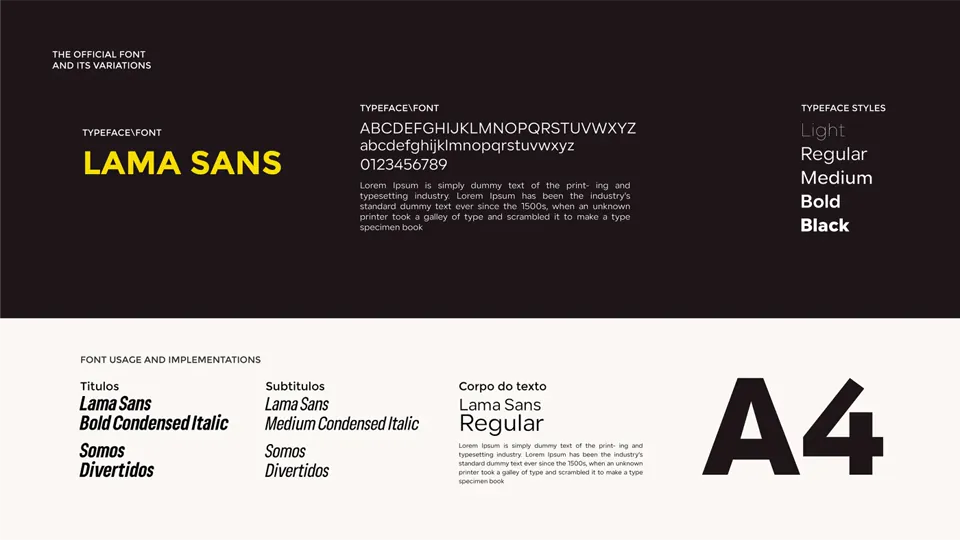 THE OFFICIAL FONT
AND ITS VARIATIONS
TYPEFACE\FONT
LAMA SANS
TYPEFACE\FONT
ABCDEFGHIJKLMNOPQRSTUVWXYZ
abcdefghijklmnopqrstuvwxyz
0123456789
Lorem Ipsum is simply dummy text of the print- ing and
typesetting industry. Lorem Ipsum has been the industry's
standard dummy text ever since the 1500s, when an unknown
printer took a galley of type and scrambled it to make a type
specimen book
TYPEFACE STYLES
Light
Regular
Medium
Bold
Black
FONT USAGE AND IMPLEMENTATIONS
Titulos
Lama Sans
Bold Condensed Italic
Somos
Divertidos
Subtitulos
Lama Sans
Medium Condensed Italic
Somos
Divertidos
Corpo do texto
Lama Sans
Regular
Lorem Ipsum is simply dummy text of the print- ing and
typesetting industry. Lorem Ipsum has been the industry's
standard dummy text ever since the 1500s, when an unknown
printer took a galley of type and scrambled it to make a type
specimen book
A4